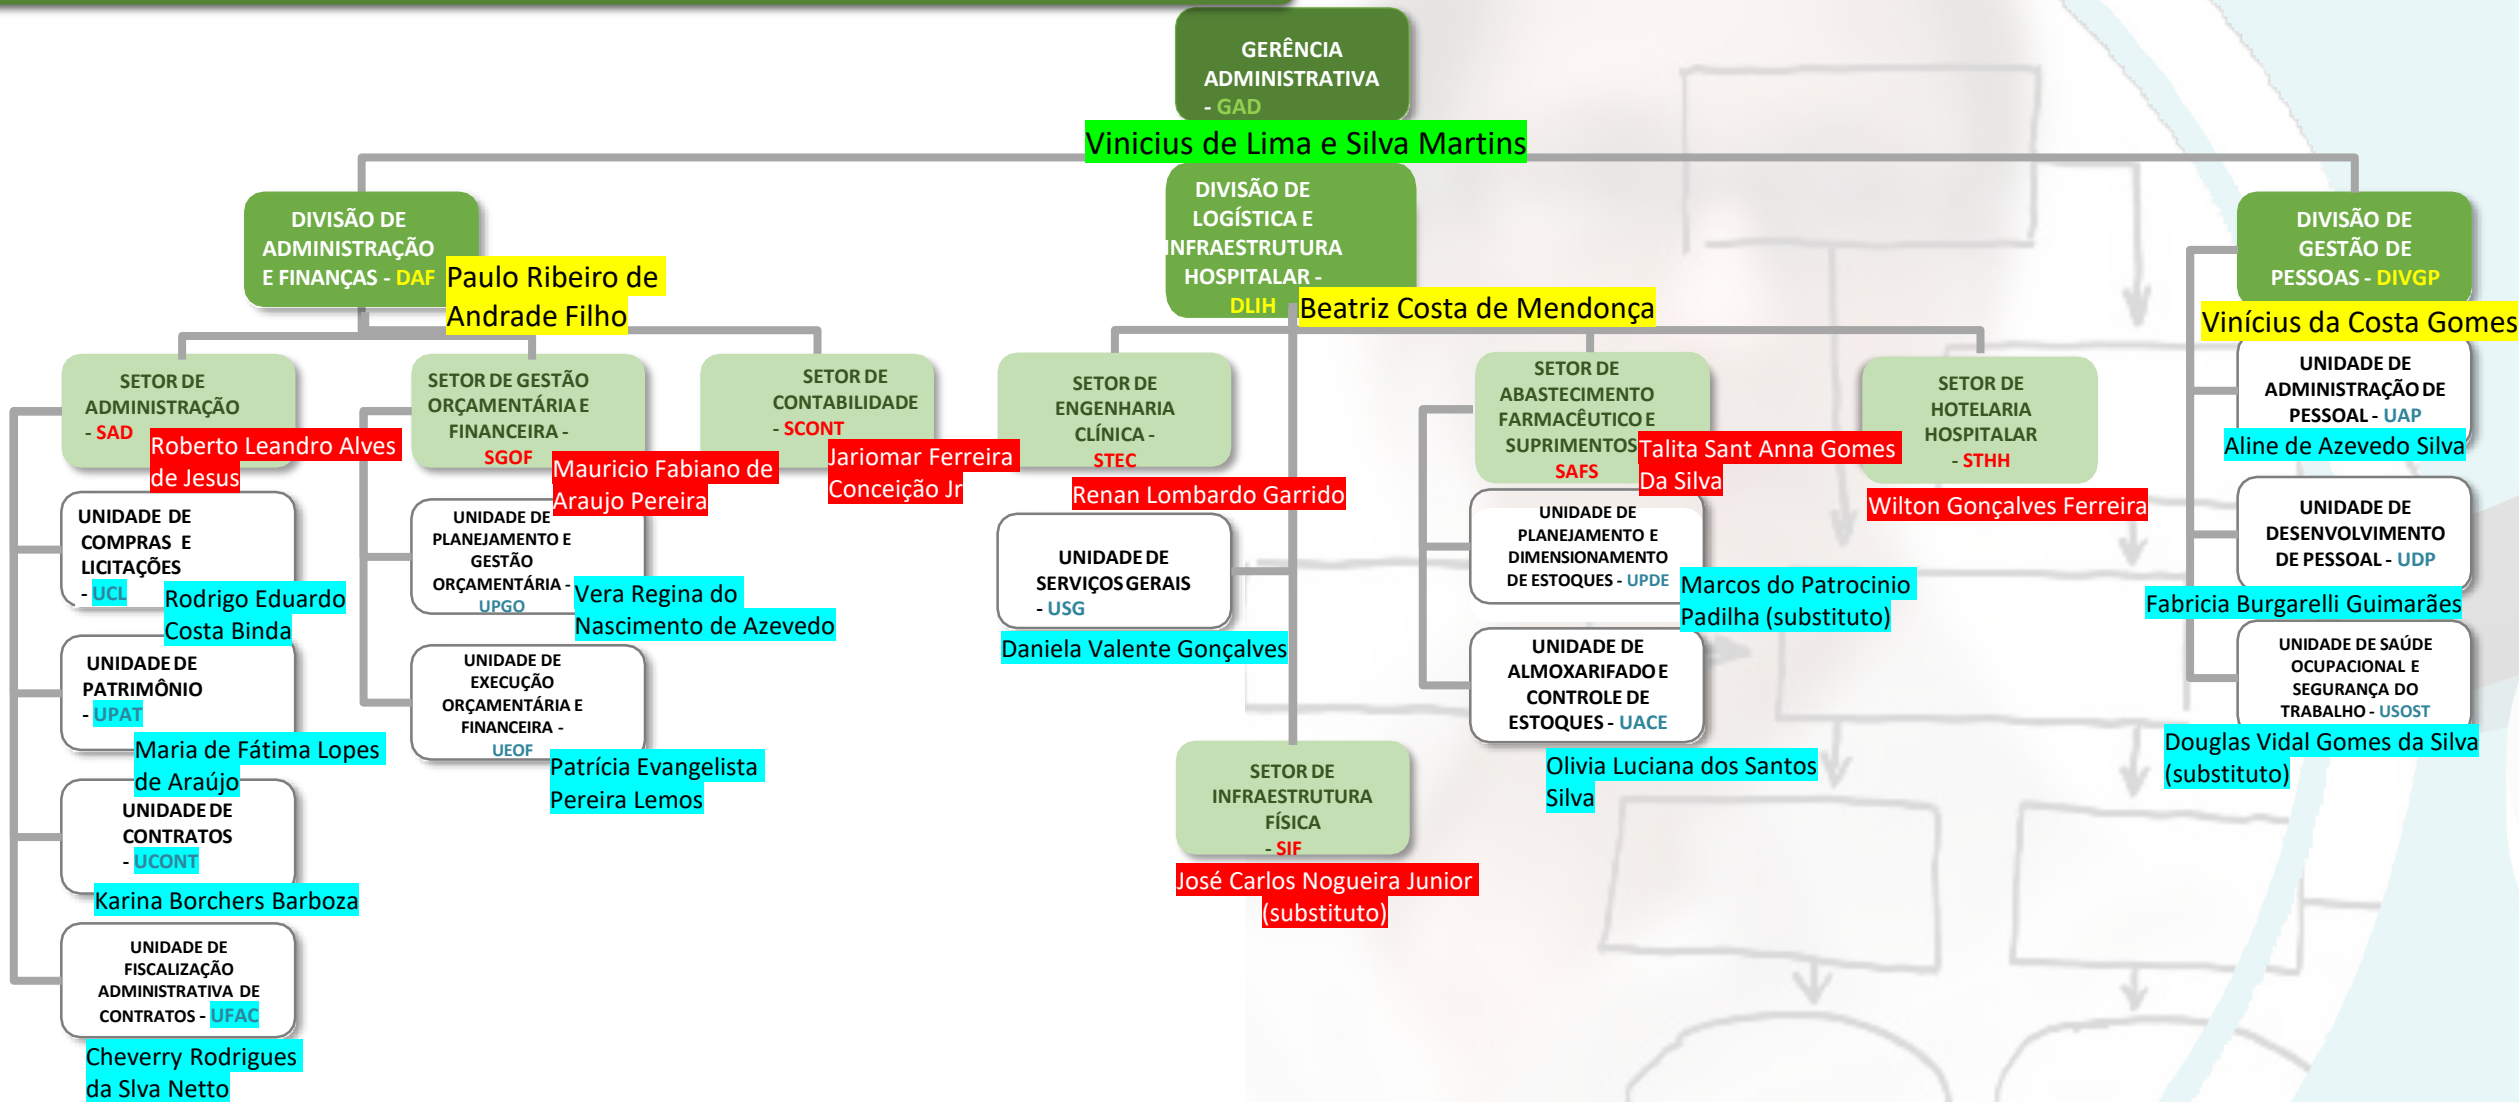 GERÊNCIA
ADMINISTRATIVA
- GAD
Vinicius de Lima e Silva Martins
DIVISÃO DE
ADMINISTRAÇÃO
E FINANÇAS - DAF
Paulo Ribeiro de
Andrade Filho
SETOR DE
ADMINISTRAÇÃO
- SAD
Roberto Leandro Alves
de Jesus
UNIDADE DE
COMPRAS E
LICITAÇÕES
- UCL
Rodrigo Eduardo
Costa Binda
UNIDADE DE
PATRIMÔNIO
- UPAT
Maria de Fátima Lopes
de Araújo
UNIDADE DE
CONTRATOS
- UCONT
Karina Borchers Barboza
UNIDADE DE
FISCALIZAÇÃO
ADMINISTRATIVA DE
CONTRATOS - UFAC
Cheverry Rodrigues
da Slva Netto
SETOR DE GESTÃO
ORÇAMENTÁRIA E
FINANCEIRA -
SGOF
Mauricio Fabiano de
Araujo Pereira
UNIDADE DE
PLANEJAMENTO E
GESTÃO
ORÇAMENTÁRIA -
UPGO
Vera Regina do
Nascimento de Azevedo
UNIDADE DE
EXECUÇÃO
ORÇAMENTÁRIA E
FINANCEIRA -
UEOF
Patrícia Evangelista
Pereira Lemos
SETOR DE
CONTABILIDADE
- SCONT
Jariomar Ferreira
Conceição Jr
DIVISÃO DE
LOGÍSTICA E
INFRAESTRUTURA
HOSPITALAR -
DLIH
Beatriz Costa de Mendonça
SETOR DE
ENGENHARIA
CLÍNICA -
STEC
Renan Lombardo Garrido
UNIDADE DE
SERVIÇOS GERAIS
- USG
Daniela Valente Gonçalves
SETOR DE
INFRAESTRUTURA
FÍSICA
- SIF
José Carlos Nogueira Junior
(substituto)
SETOR DE
ABASTECIMENTO
FARMACÊUTICO E
SUPRIMENTOS
SAFS
Talita Sant Anna Gomes
Da Silva
UNIDADE DE
PLANEJAMENTO E
DIMENSIONAMENTO
DE ESTOQUES - UPDE
Marcos do Patrocinio
Padilha (substituto)
UNIDADE DE
ALMOXARIFADO E
CONTROLE DE
ESTOQUES - UACE
Olivia Luciana dos Santos
Silva
SETOR DE
HOTELARIA
HOSPITALAR
- STHH
Wilton Gonçalves Ferreira
DIVISÃO DE
GESTÃO DE
PESSOAS - DIVGP
Vinícius da Costa Gomes
UNIDADE DE
ADMINISTRAÇÃO DE
PESSOAL - UAP
Aline de Azevedo Silva
UNIDADE DE
DESENVOLVIMENTO
DE PESSOAL - UDP
Fabricia Burgarelli Guimarães
UNIDADE DE SAÚDE
OCUPACIONAL E
SEGURANÇA DO
TRABALHO - USOST
Douglas Vidal Gomes da Silva
(substituto)